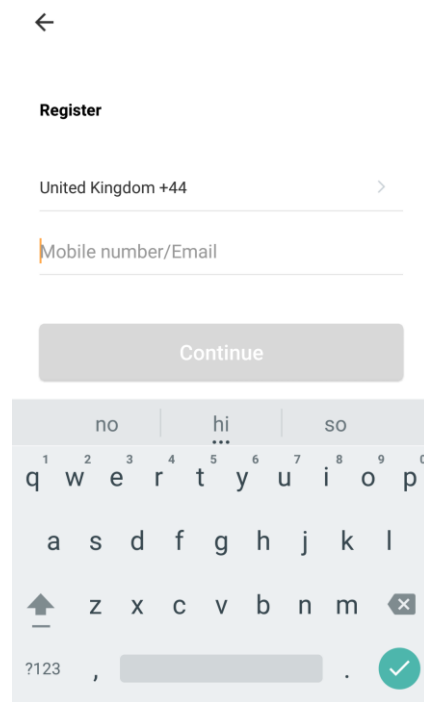 Register
United Kingdom +44
Mobile number/Email
Continue
no hi so
1 2 3 4 5 6 7 8 9 0
q w e r t y u i o p
a s d f g h j k l
z x c v b n m
?123 , .